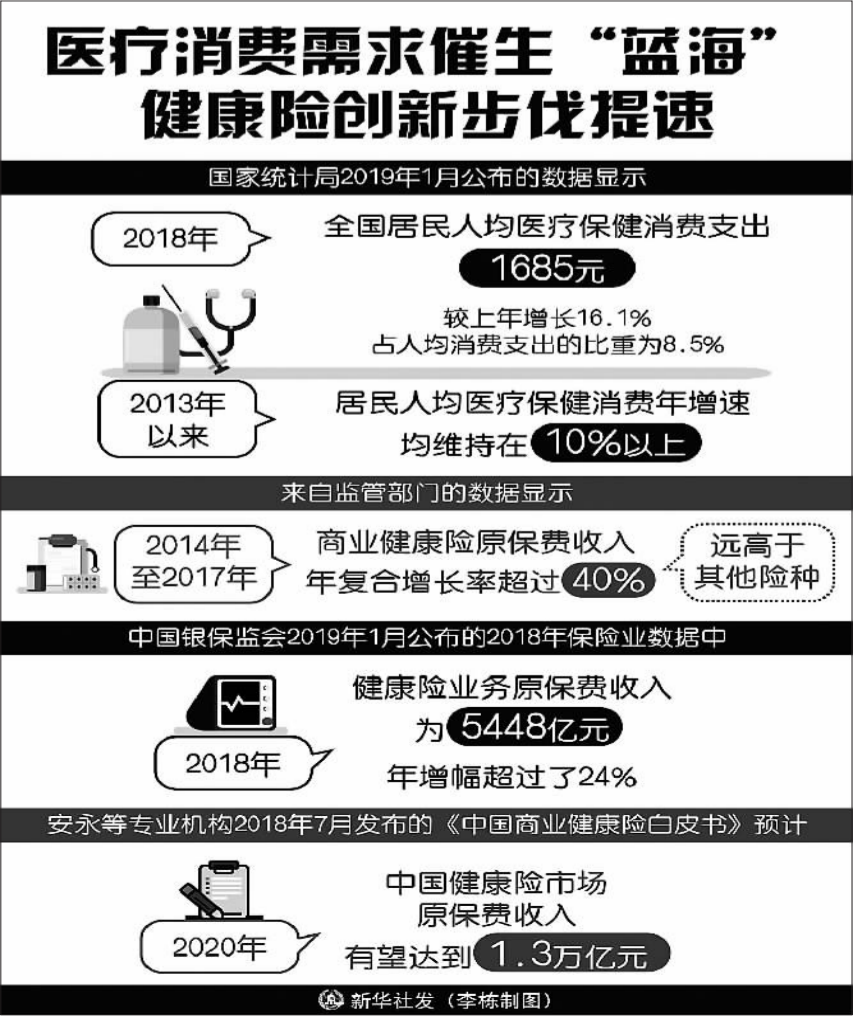 医疗消费需求催生“蓝海”
健康险创新步伐提速
国家统计局2019年1月公布的数据显示
2018年
全国居民人均医疗保健消费支出
1685元
较上年增长16.1%
占人均消费支出的比重为8.5%
2013年
以来
居民人均医疗保健消费年增速
均维持在10%以上
来自监管部门的数据显示
2014年
至2017年
商业健康险原保费收入
年复合增长率超过40%
远高于
其他险种
中国银保监会2019年1月公布的2018年保险业数据中
2018年
健康险业务原保费收入
为5448亿元
年增幅超过了24%
安永等专业机构2018年7月发布的《中国商业健康险白皮书》预计
2020年
中国健康险市场
原保费收入
有望达到1.3万亿元
新华社发（李栋制图）